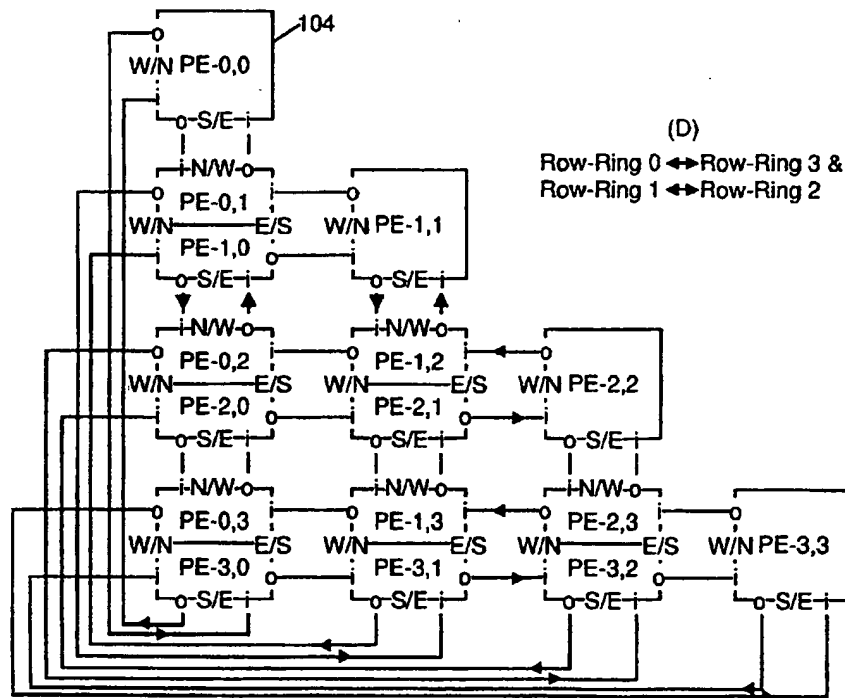 104
o
W/N PE-0,0
i
o-S/E-i
(D)
Row-Ring 0 ↔ Row-Ring 3 &
Row-Ring 1 ↔ Row-Ring 2
i-N/W-o
o PE-0,1 i o
W/N E/S W/N PE-1,1
i PE-1,0 o i
o-S/E-i o-S/E-i
i-N/W-o i-N/W-o
o PE-0,2 i o PE-1,2 i o
W/N E/S W/N E/S W/N PE-2,2
i PE-2,0 o i PE-2,1 o i
o-S/E-i o-S/E-i o-S/E-i
i-N/W-o i-N/W-o i-N/W-o
o PE-0,3 i o PE-1,3 i o PE-2,3 i o
W/N E/S W/N E/S W/N E/S W/N PE-3,3
i PE-3,0 o i PE-3,1 o i PE-3,2 o i
o-S/E-i o-S/E-i o-S/E-i o-S/E-i